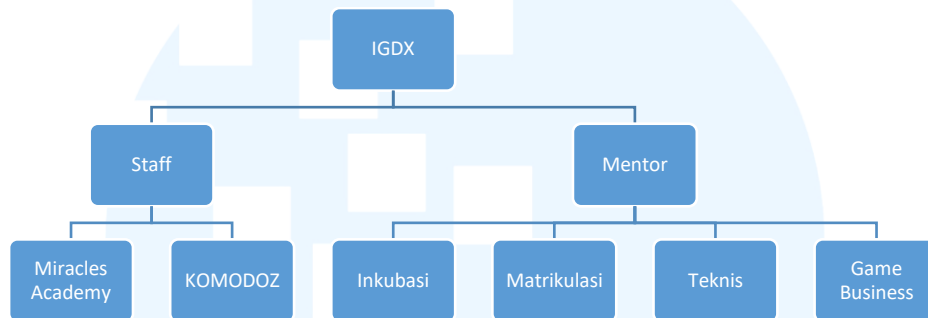 IGDX
Staff
Mentor
Miracles
Academy
KOMODOZ
Inkubasi
Matrikulasi
Teknis
Game
Business